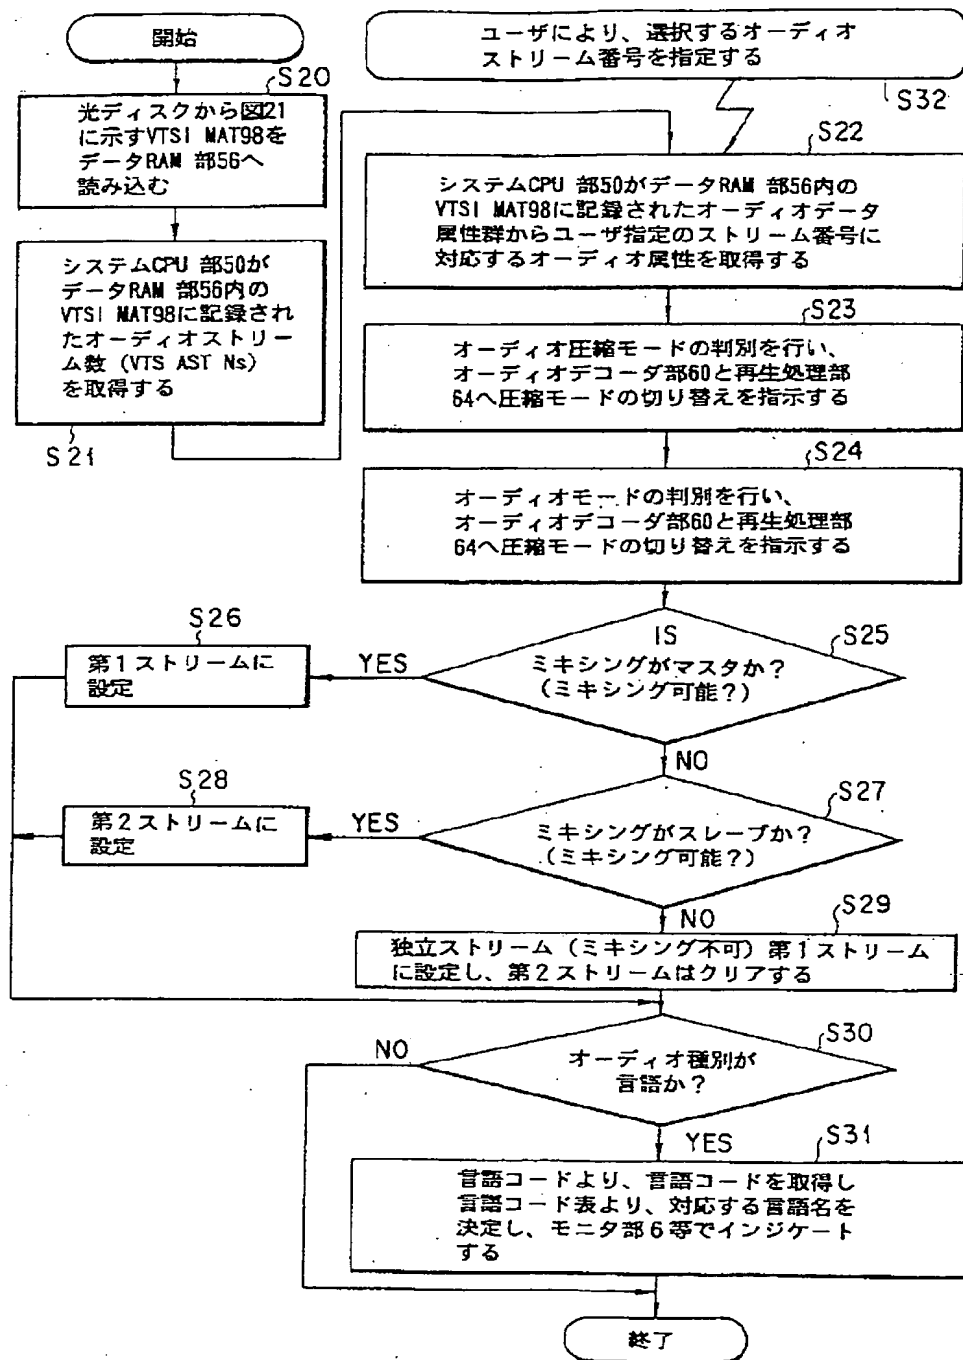 開始
S20
光ディスクから図21
に示すVTSI MAT98を
データRAM 部56へ
読み込む
システムCPU 部50が
データRAM 部56内の
VTSI MAT98に記録され
たオーディオストリー
ム数 (VTS AST Ns)
を取得する
S21
ユーザにより、選択するオーディオ
ストリーム番号を指定する
S32
S22
システムCPU 部50がデータRAM 部56内の
VTSI MAT98に記録されたオーディオデータ
属性群からユーザ指定のストリーム番号に
対応するオーディオ属性を取得する
S23
オーディオ圧縮モードの判別を行い、
オーディオデコーダ部60と再生処理部
64へ圧縮モードの切り替えを指示する
S24
オーディオモードの判別を行い、
オーディオデコーダ部60と再生処理部
64へ圧縮モードの切り替えを指示する
S25
IS
ミキシングがマスタか?
(ミキシング可能?)
YES
S26
第1ストリームに
設定
NO
S27
ミキシングがスレーブか?
(ミキシング可能?)
YES
S28
第2ストリームに
設定
NO
S29
独立ストリーム (ミキシング不可) 第1ストリーム
に設定し、第2ストリームはクリアする
S30
オーディオ種別が
言語か?
NO
YES
S31
言語コードより、言語コードを取得し
言語コード表より、対応する言語名を
決定し、モニタ部6等でインジケート
する
終了